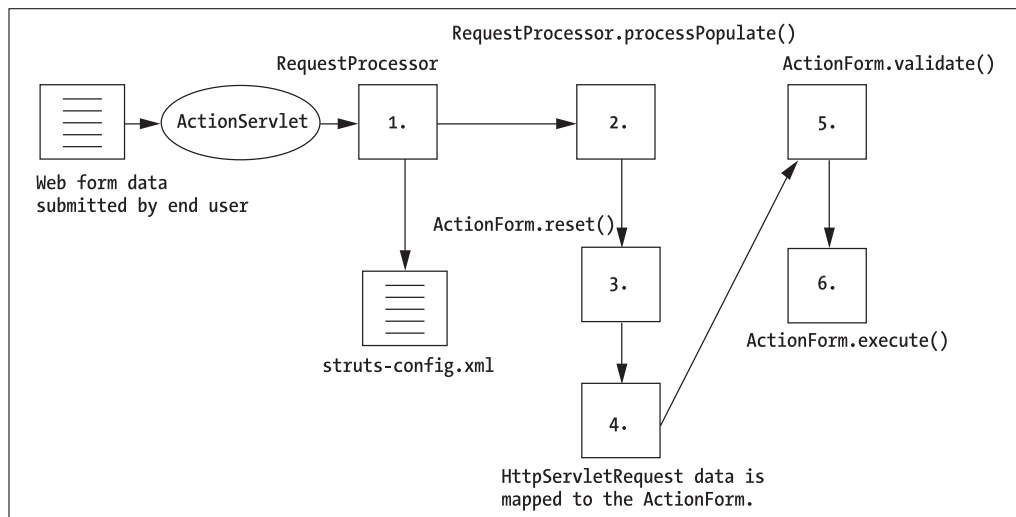 RequestProcessor.processPopulate()
RequestProcessor
ActionForm.validate()
ActionServlet
1.
2.
5.
Web form data
submitted by end user
ActionForm.reset()
3.
6.
ActionForm.execute()
struts-config.xml
4.
HttpServletRequest data is
mapped to the ActionForm.